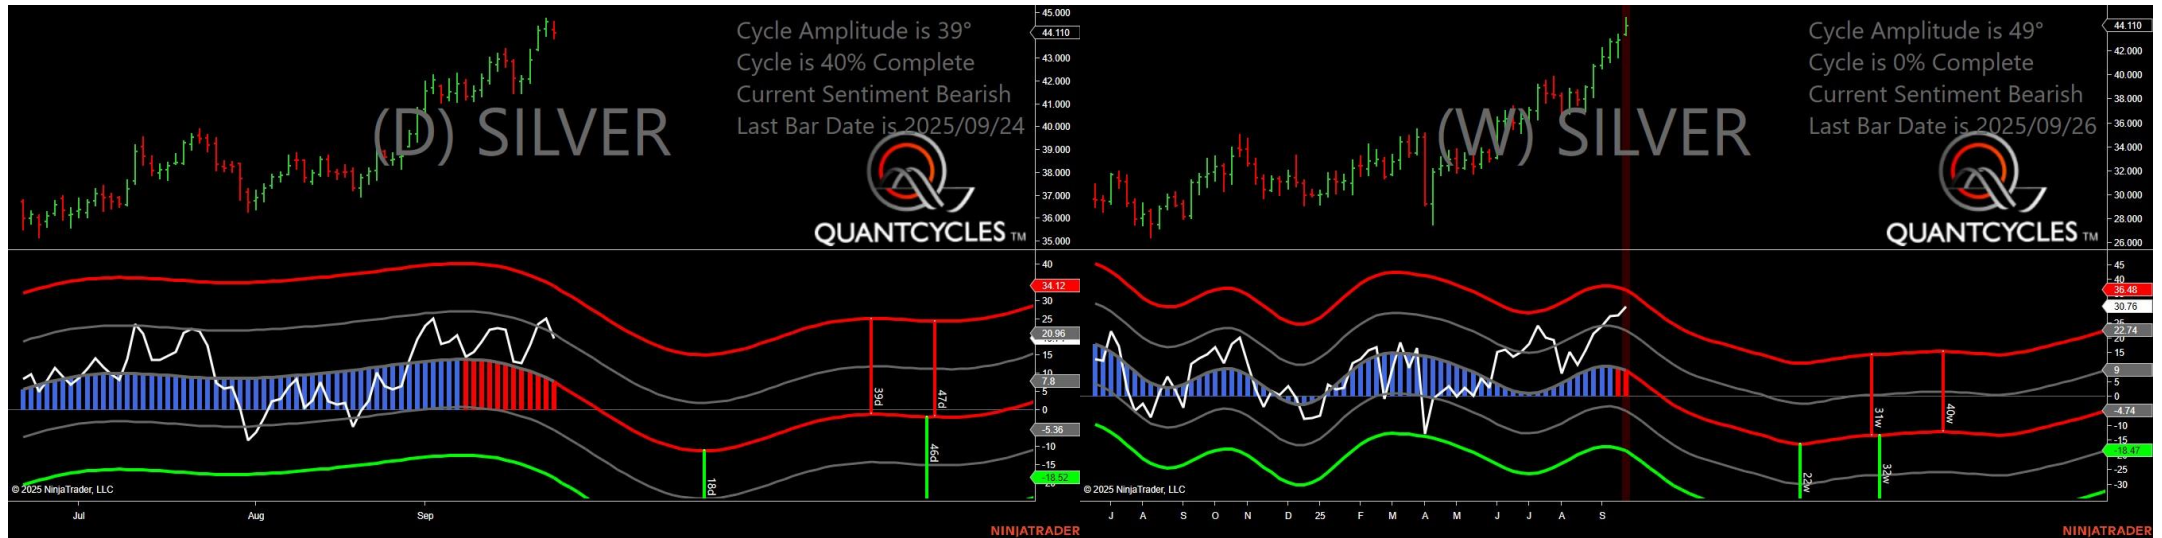 Cycle Amplitude is 39°
Cycle is 40% Complete
Current Sentiment Bearish
Last Bar Date is 2025/09/24
(D) SILVER
QUANTCYCLES TM
45.000
44.110
43.000
42.000
41.000
40.000
39.000
38.000
37.000
36.000
35.000
40
34.12
30
25
20.96
15
10
7.8
5
0
-5.36
-10
-15
-18.52
39d
47d
18d
46d
© 2025 NinjaTrader, LLC
Jul
Aug
Sep
NINJATRADER
Cycle Amplitude is 49°
Cycle is 0% Complete
Current Sentiment Bearish
Last Bar Date is 2025/09/26
(W) SILVER
QUANTCYCLES TM
44.110
42.000
40.000
38.000
36.000
34.000
32.000
30.000
28.000
26.000
45
40
36.48
30.76
25
22.74
20
15
9
5
0
-4.74
-10
-15
-18.47
-25
-30
31w
40w
22w
32w
© 2025 NinjaTrader, LLC
J
A
S
O
N
D
25
F
M
A
M
J
J
A
S
NINJATRADER